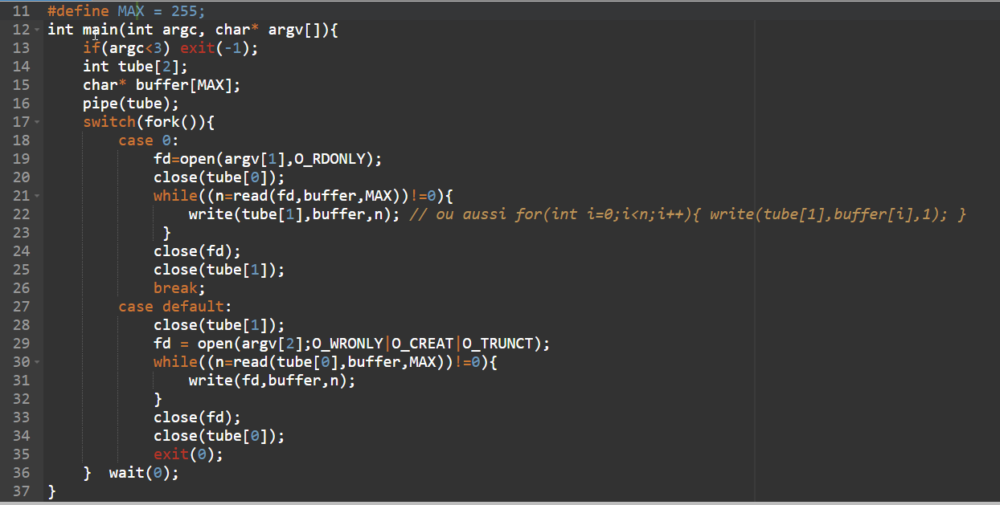 11 #define MAX = 255;
12 int main(int argc, char* argv[]){
13 if(argc<3) exit(-1);
14 int tube[2];
15 char* buffer[MAX];
16 pipe(tube);
17 switch(fork()){
18 case 0:
19 fd=open(argv[1],O_RDONLY);
20 close(tube[0]);
21 while((n=read(fd,buffer,MAX))!=0){
22 write(tube[1],buffer,n); // ou aussi for(int i=0;i<n;i++){ write(tube[1],buffer[i],1); }
23 }
24 close(fd);
25 close(tube[1]);
26 break;
27 case default:
28 close(tube[1]);
29 fd = open(argv[2];O_WRONLY|O_CREAT|O_TRUNCT);
30 while((n=read(tube[0],buffer,MAX))!=0){
31 write(fd,buffer,n);
32 }
33 close(fd);
34 close(tube[0]);
35 exit(0);
36 } wait(0);
37 }